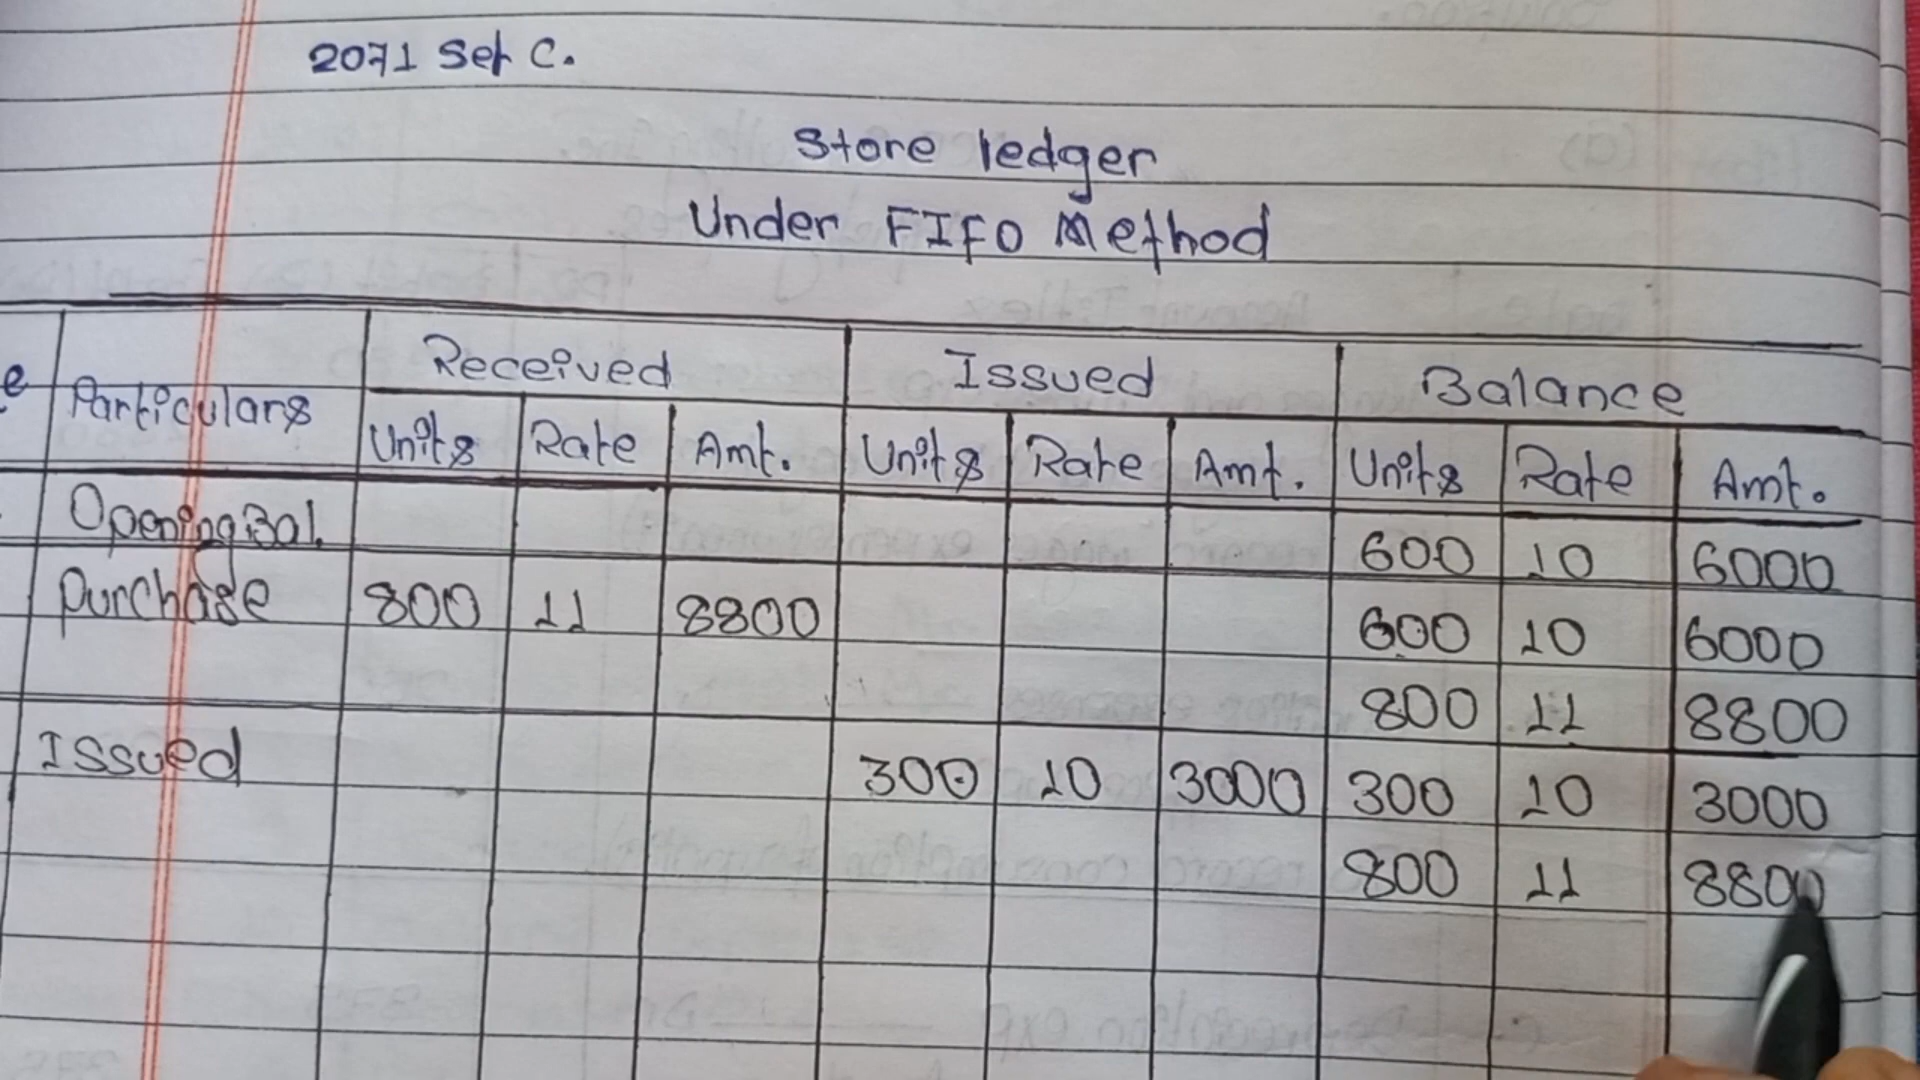 2071 Set C.
Store ledger
Under FIFO Method
e Particulars Received Issued Balance
Units Rate Amt. Units Rate Amt. Units Rate Amt.
Opening Bal. 600 10 6000
Purchase 800 11 8800 600 10 6000
800 11 8800
Issued 300 10 3000 300 10 3000
800 11 8800